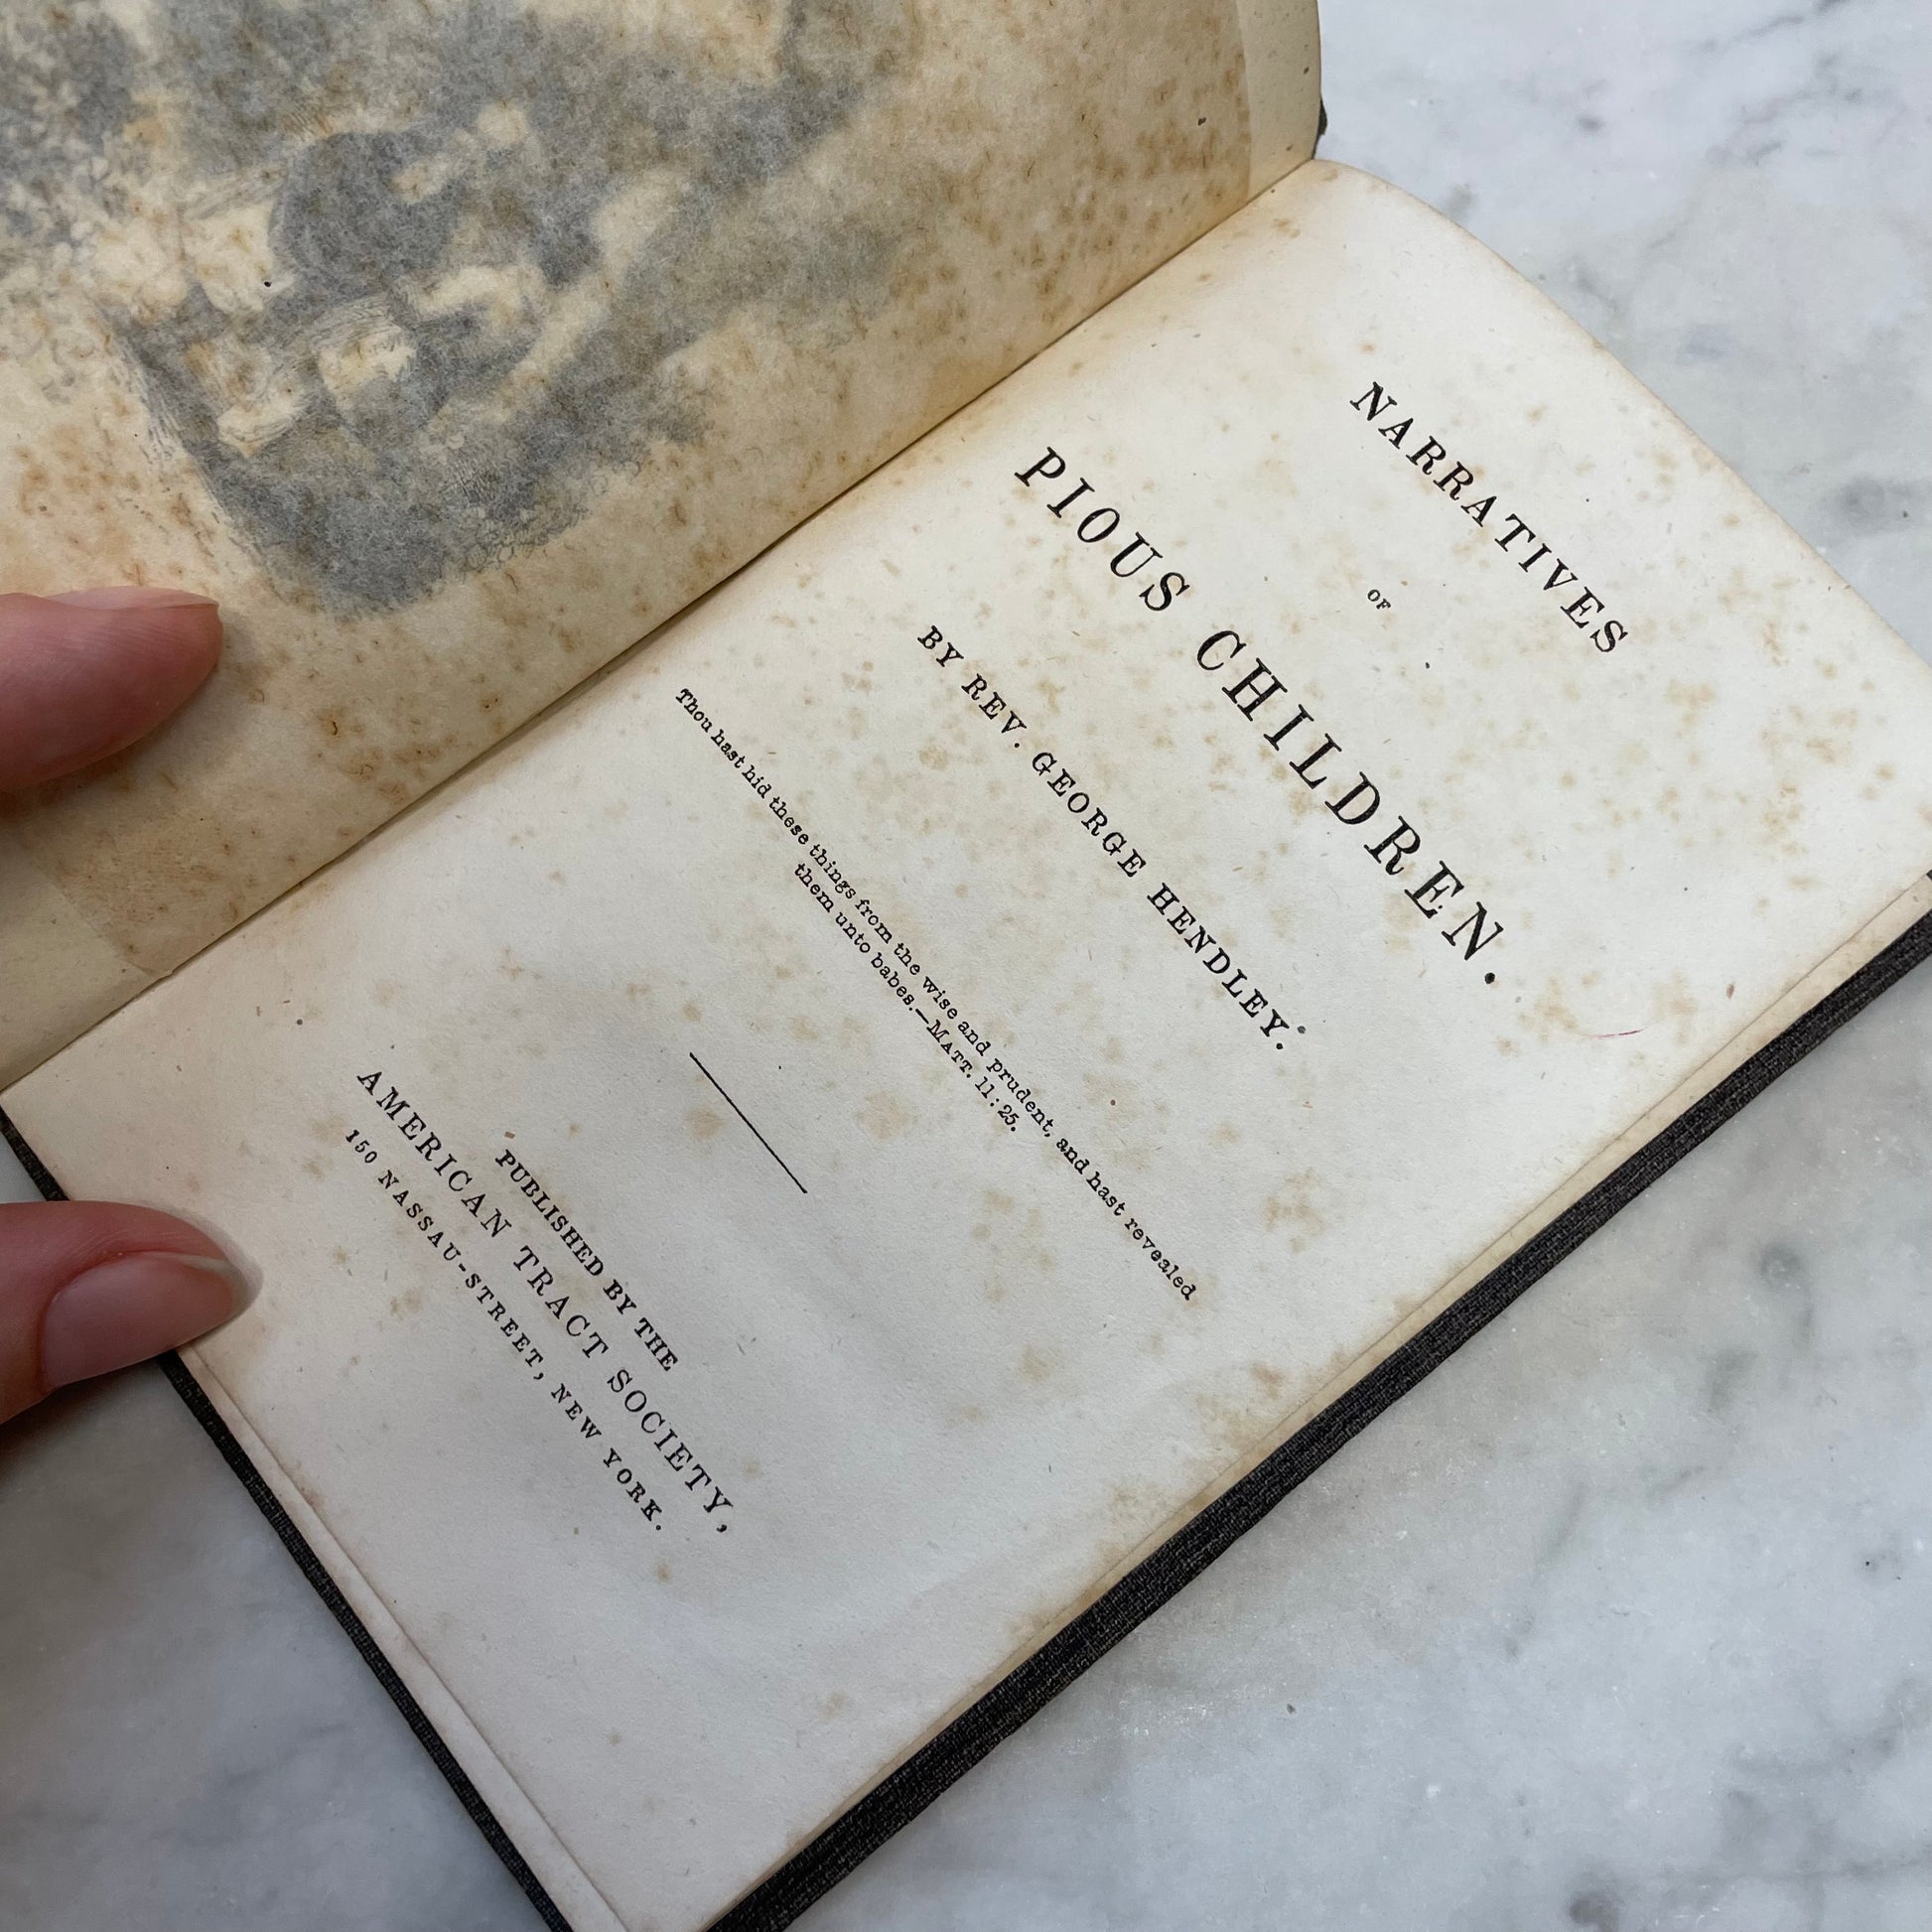 NARRATIVES
OF
PIOUS CHILDREN.
BY REV. GEORGE HENDLEY.
Thou hast hid these things from the wise and prudent, and hast revealed
them unto babes.—MATT. 11:25.
PUBLISHED BY THE
AMERICAN TRACT SOCIETY,
150 NASSAU-STREET, NEW YORK.